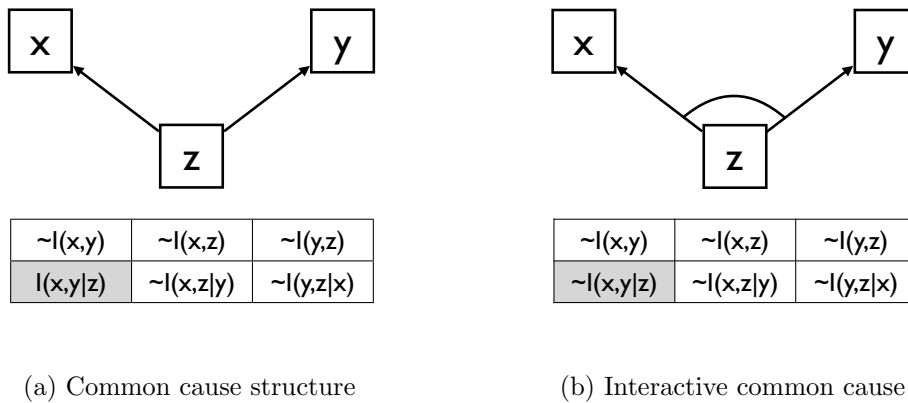 x y x y
z z
~I(x,y) ~I(x,z) ~I(y,z) ~I(x,y) ~I(x,z) ~I(y,z)
I(x,y|z) ~I(x,z|y) ~I(y,z|x) ~I(x,y|z) ~I(x,z|y) ~I(y,z|x)
(a) Common cause structure (b) Interactive common cause